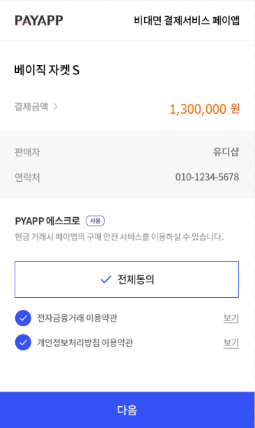 PAYAPP 비대면 결제서비스 페이앱
베이직 자켓 S
결제금액 > 1,300,000 원
판매자 유디샵
연락처 010-1234-5678
PYAPP 에스크로 사용
현금 거래시 페이앱의 구매 안전 서비스를 이용하실 수 있습니다.
전체동의
전자금융거래 이용약관 보기
개인정보처리방침 이용약관 보기
다음